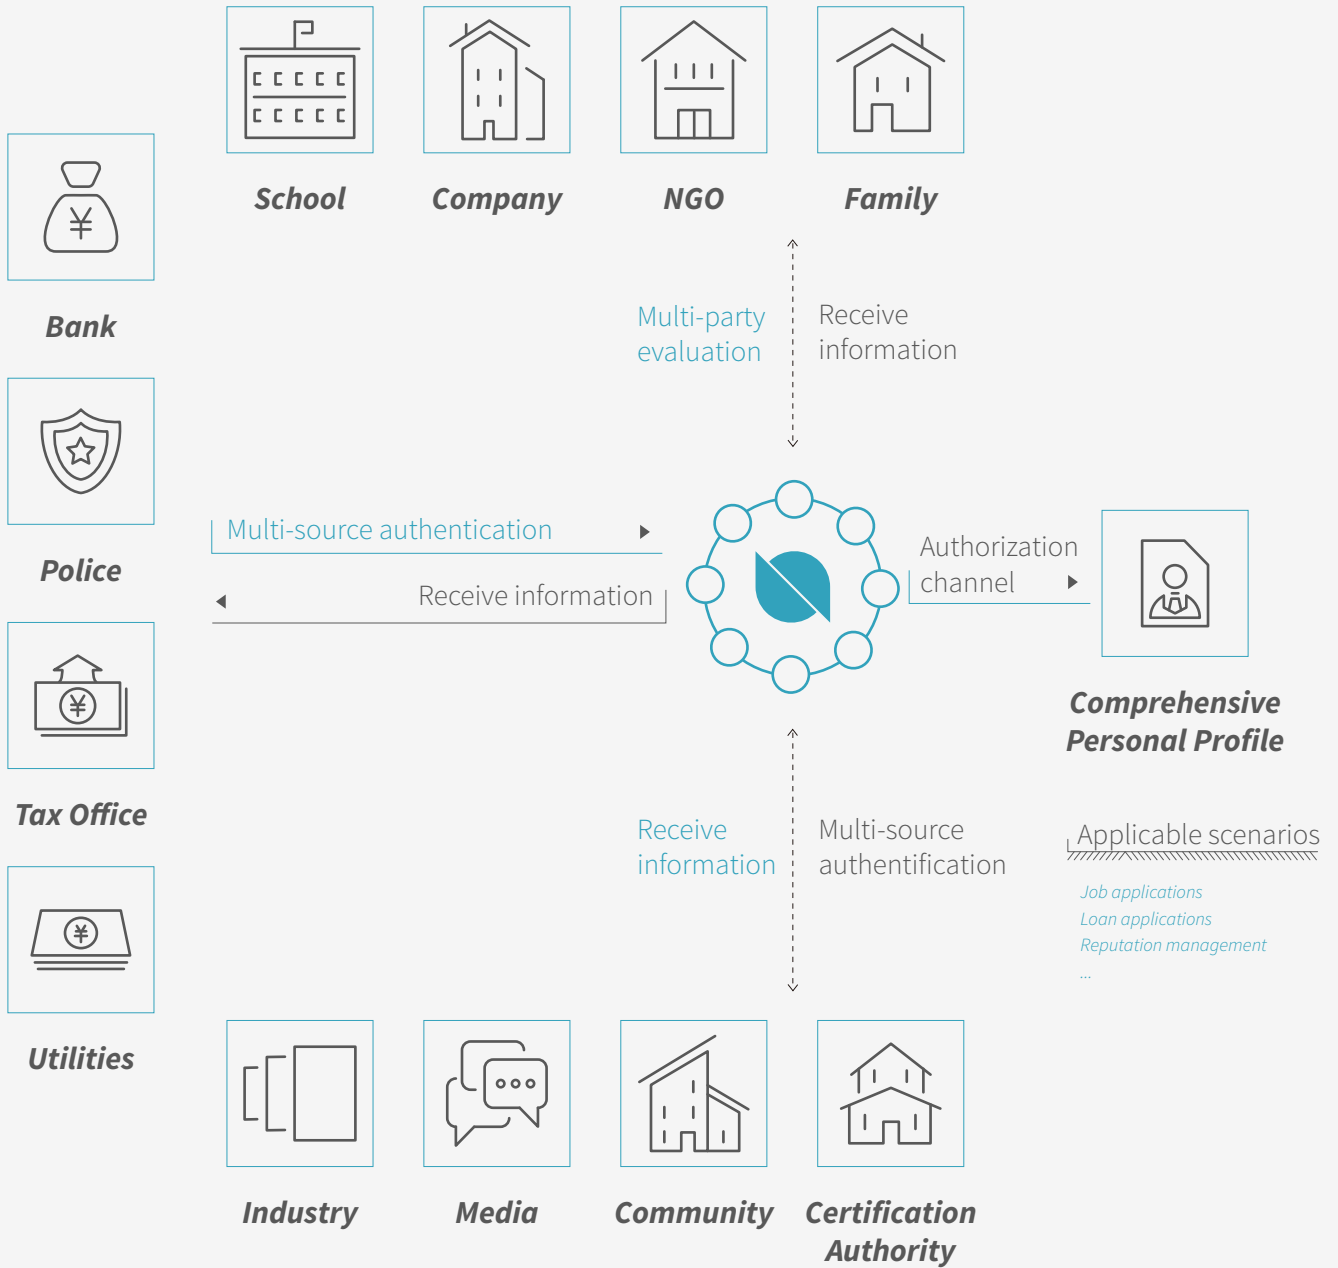 School
Company
NGO
Family
Bank
Multi-party
evaluation
Receive
information
Police
Multi-source authentication
Receive information
Authorization
channel
Comprehensive
Personal Profile
Tax Office
Receive
information
Multi-source
authentification
Applicable scenarios
Job applications
Loan applications
Reputation management
...
Utilities
Industry
Media
Community
Certification
Authority